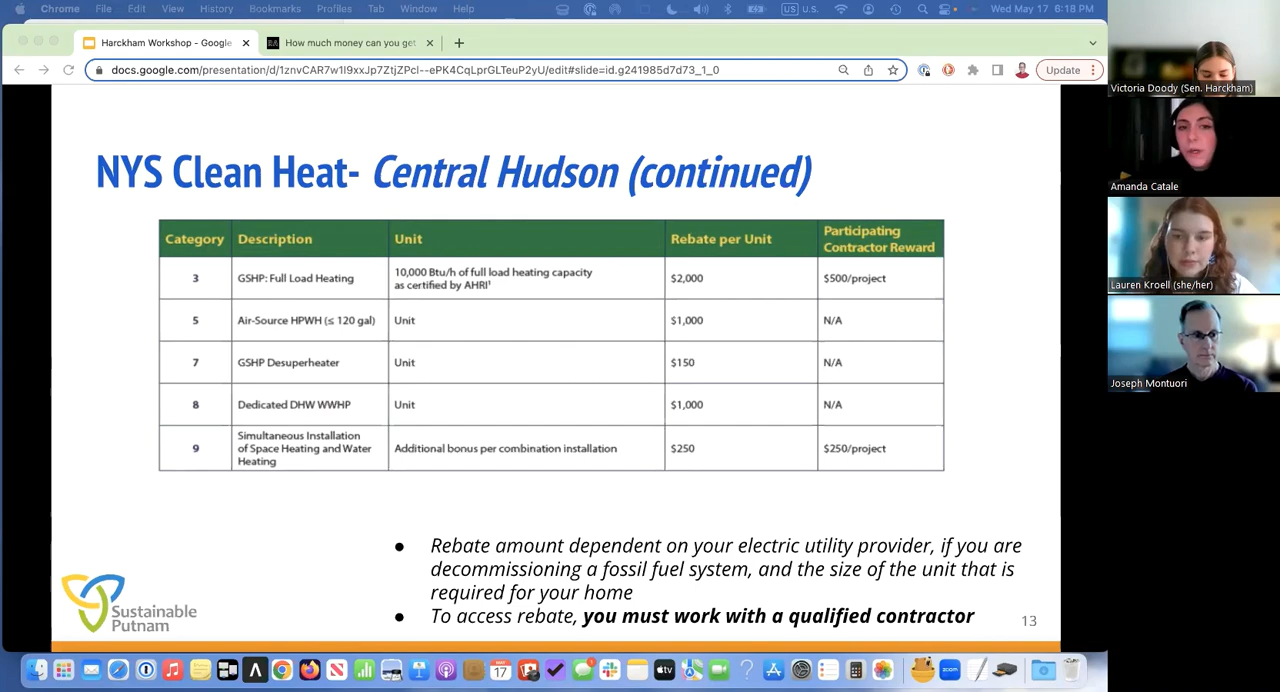 Chrome File Edit View History Bookmarks Profiles Tab Window Help US U.S. Wed May 17 6:18 PM
Harckham Workshop - Google
How much money can you get
docs.google.com/presentation/d/1znvCAR7w1I9xxJp7ZtjZPcl--ePK4CqLprGLTeuP2yU/edit#slide=id.g241985d7d73_1_0
Update
NYS Clean Heat- Central Hudson (continued)
Category Description Unit Rebate per Unit Participating
Contractor Reward
3 GSHP: Full Load Heating 10,000 Btu/h of full load heating capacity
as certified by AHRI¹ $2,000 $500/project
5 Air-Source HPWH (≤ 120 gal) Unit $1,000 N/A
7 GSHP Desuperheater Unit $150 N/A
8 Dedicated DHW WWHP Unit $1,000 N/A
9 Simultaneous Installation
of Space Heating and Water
Heating Additional bonus per combination installation $250 $250/project
● Rebate amount dependent on your electric utility provider, if you are
decommissioning a fossil fuel system, and the size of the unit that is
required for your home
● To access rebate, you must work with a qualified contractor
Sustainable
Putnam
13
Victoria Doody (Sen. Harckham)
Amanda Catale
Lauren Kroell (she/her)
Joseph Montuori
17
tv
zoom